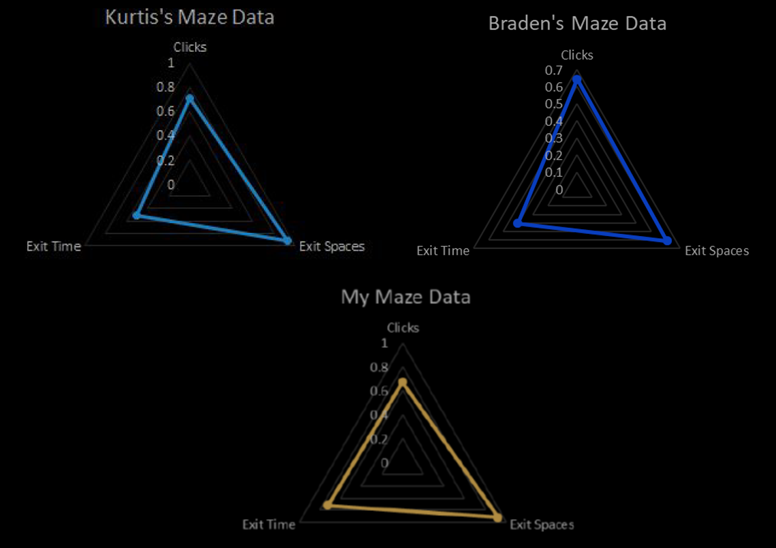 Kurtis's Maze Data
Clicks
1
0.8
0.6
0.4
0.2
0
Exit Time
Exit Spaces
Braden's Maze Data
Clicks
0.7
0.6
0.5
0.4
0.3
0.2
0.1
0
Exit Time
Exit Spaces
My Maze Data
Clicks
1
0.8
0.6
0.4
0.2
0
Exit Time
Exit Spaces